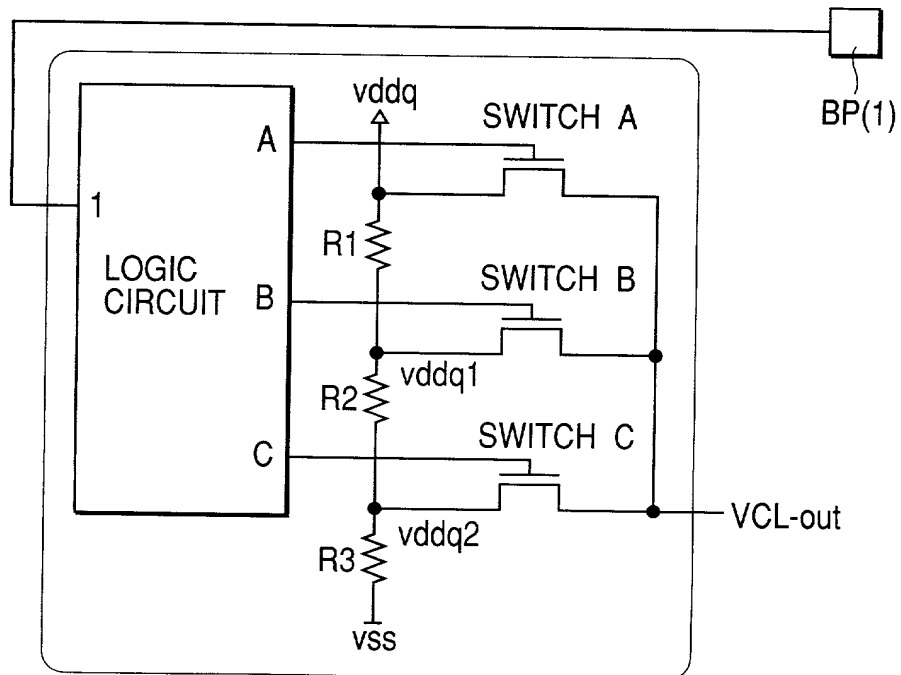 BP(1)
vddq
SWITCH A
A
1
R1
LOGIC
CIRCUIT
SWITCH B
B
vddq1
R2
SWITCH C
C
vddq2
VCL-out
R3
vss